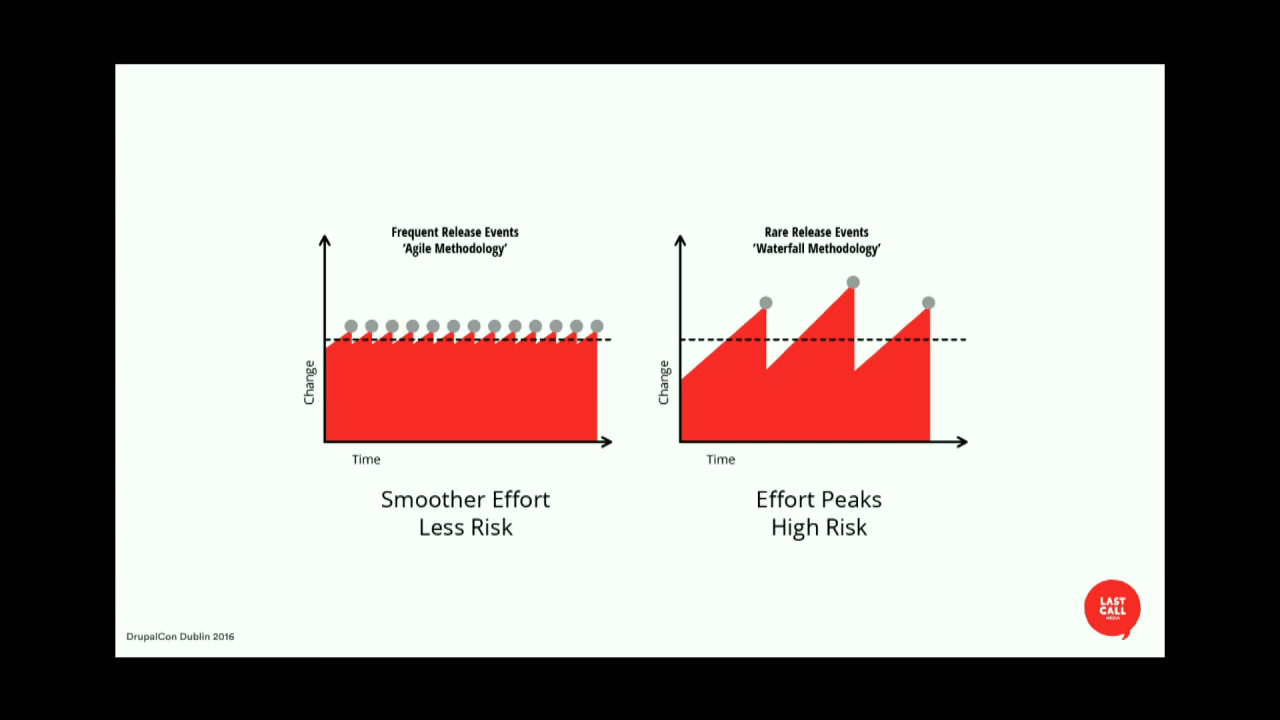 Frequent Release Events
‘Agile Methodology’
Change
Time
Smoother Effort
Less Risk
Rare Release Events
‘Waterfall Methodology’
Change
Time
Effort Peaks
High Risk
DrupalCon Dublin 2016
LAST
CALL
MEDIA